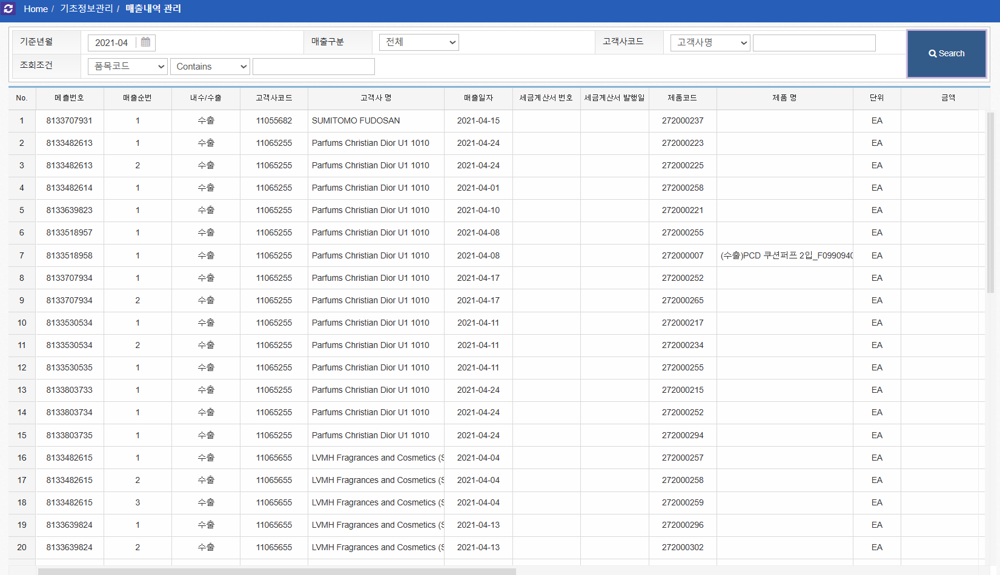 Home / 기초정보관리 / 매출내역 관리
기준년월 2021-04 매출구분 전체 고객사코드 고객사명
Search
조회조건 품목코드 Contains
No. 메출번호 매출순번 내수/수출 고객사코드 고객사 명 매출일자 세금계산서 번호 세금계산서 발행일 제품코드 제품 명 단위 금액
1 8133707931 1 수출 11055682 SUMITOMO FUDOSAN 2021-04-15 272000237 EA
2 8133482613 1 수출 11065255 Parfums Christian Dior U1 1010 2021-04-24 272000223 EA
3 8133482613 2 수출 11065255 Parfums Christian Dior U1 1010 2021-04-24 272000225 EA
4 8133482614 1 수출 11065255 Parfums Christian Dior U1 1010 2021-04-01 272000258 EA
5 8133639823 1 수출 11065255 Parfums Christian Dior U1 1010 2021-04-10 272000221 EA
6 8133518957 1 수출 11065255 Parfums Christian Dior U1 1010 2021-04-08 272000255 EA
7 8133518958 1 수출 11065255 Parfums Christian Dior U1 1010 2021-04-08 272000007 (수출)PCD 쿠션퍼프 2입_F0990940 EA
8 8133707934 1 수출 11065255 Parfums Christian Dior U1 1010 2021-04-17 272000252 EA
9 8133707934 2 수출 11065255 Parfums Christian Dior U1 1010 2021-04-17 272000265 EA
10 8133530534 1 수출 11065255 Parfums Christian Dior U1 1010 2021-04-11 272000217 EA
11 8133530534 2 수출 11065255 Parfums Christian Dior U1 1010 2021-04-11 272000234 EA
12 8133530535 1 수출 11065255 Parfums Christian Dior U1 1010 2021-04-11 272000255 EA
13 8133803733 1 수출 11065255 Parfums Christian Dior U1 1010 2021-04-24 272000215 EA
14 8133803734 1 수출 11065255 Parfums Christian Dior U1 1010 2021-04-24 272000252 EA
15 8133803735 1 수출 11065255 Parfums Christian Dior U1 1010 2021-04-24 272000294 EA
16 8133482615 1 수출 11065655 LVMH Fragrances and Cosmetics (S 2021-04-04 272000257 EA
17 8133482615 2 수출 11065655 LVMH Fragrances and Cosmetics (S 2021-04-04 272000258 EA
18 8133482615 3 수출 11065655 LVMH Fragrances and Cosmetics (S 2021-04-04 272000259 EA
19 8133639824 1 수출 11065655 LVMH Fragrances and Cosmetics (S 2021-04-13 272000296 EA
20 8133639824 2 수출 11065655 LVMH Fragrances and Cosmetics (S 2021-04-13 272000302 EA